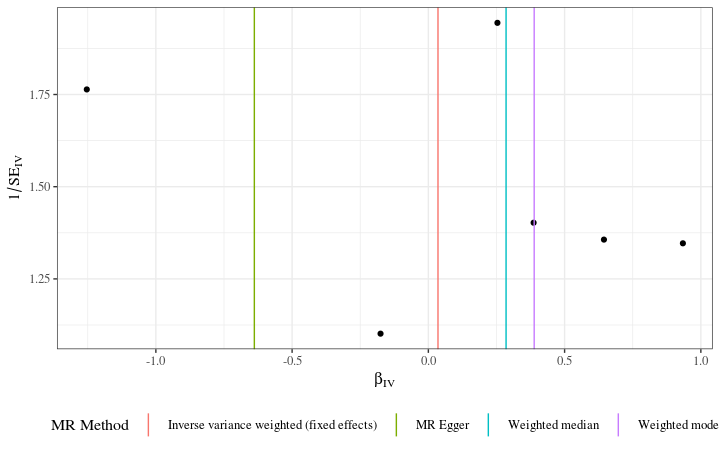 1.75
1.50
1.25
1/SE_IV
-1.0
-0.5
0.0
0.5
1.0
β_IV
MR Method
Inverse variance weighted (fixed effects)
MR Egger
Weighted median
Weighted mode